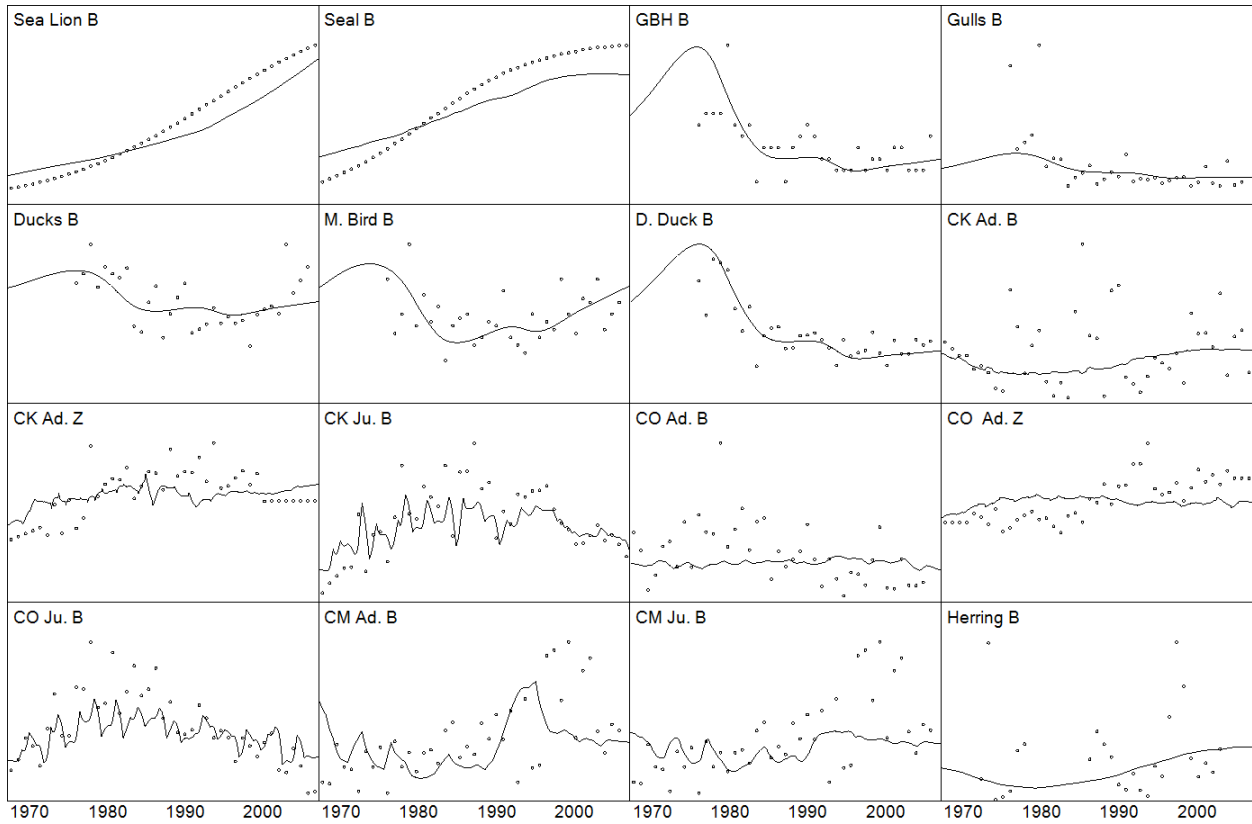 Sea Lion B Seal B GBH B Gulls B
Ducks B M. Bird B D. Duck B CK Ad. B
CK Ad. Z CK Ju. B CO Ad. B CO  Ad. Z
CO Ju. B CM Ad. B CM Ju. B Herring B
1970 1980 1990 2000 1970 1980 1990 2000 1970 1980 1990 2000 1970 1980 1990 2000